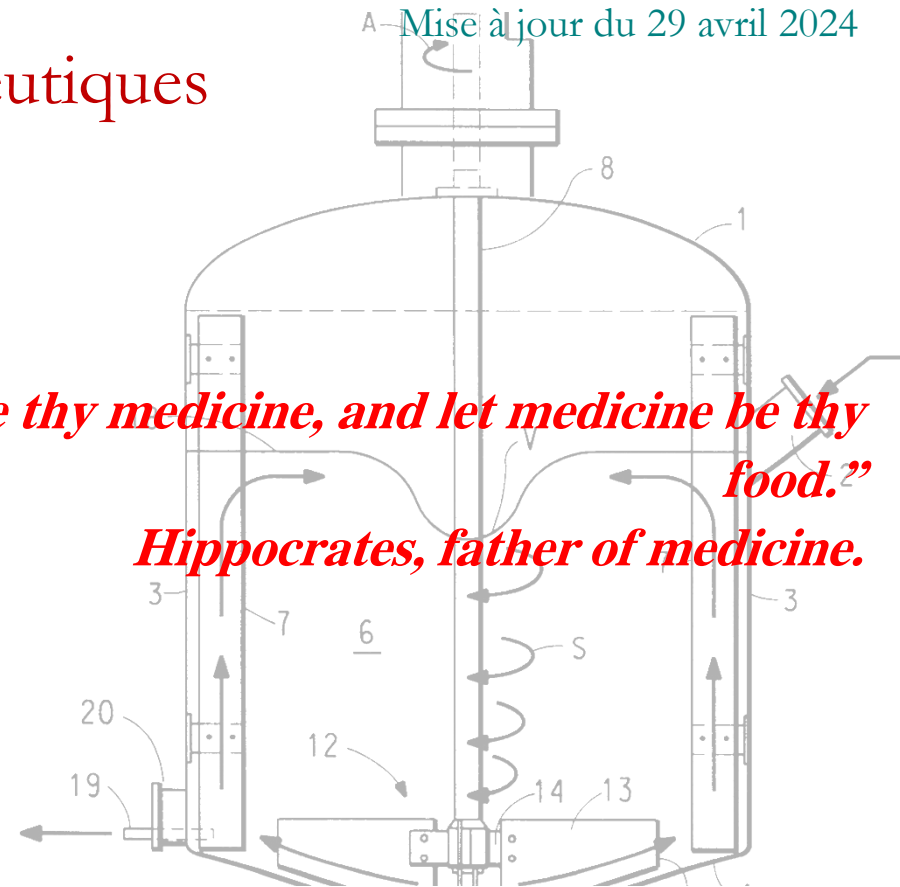 A
Mise à jour du 29 avril 2024
eutiques
8
1
e thy medicine, and let medicine be thy
V
2
food.”
Hippocrates, father of medicine.
3
3
7
6
S
20
12
19
14
13